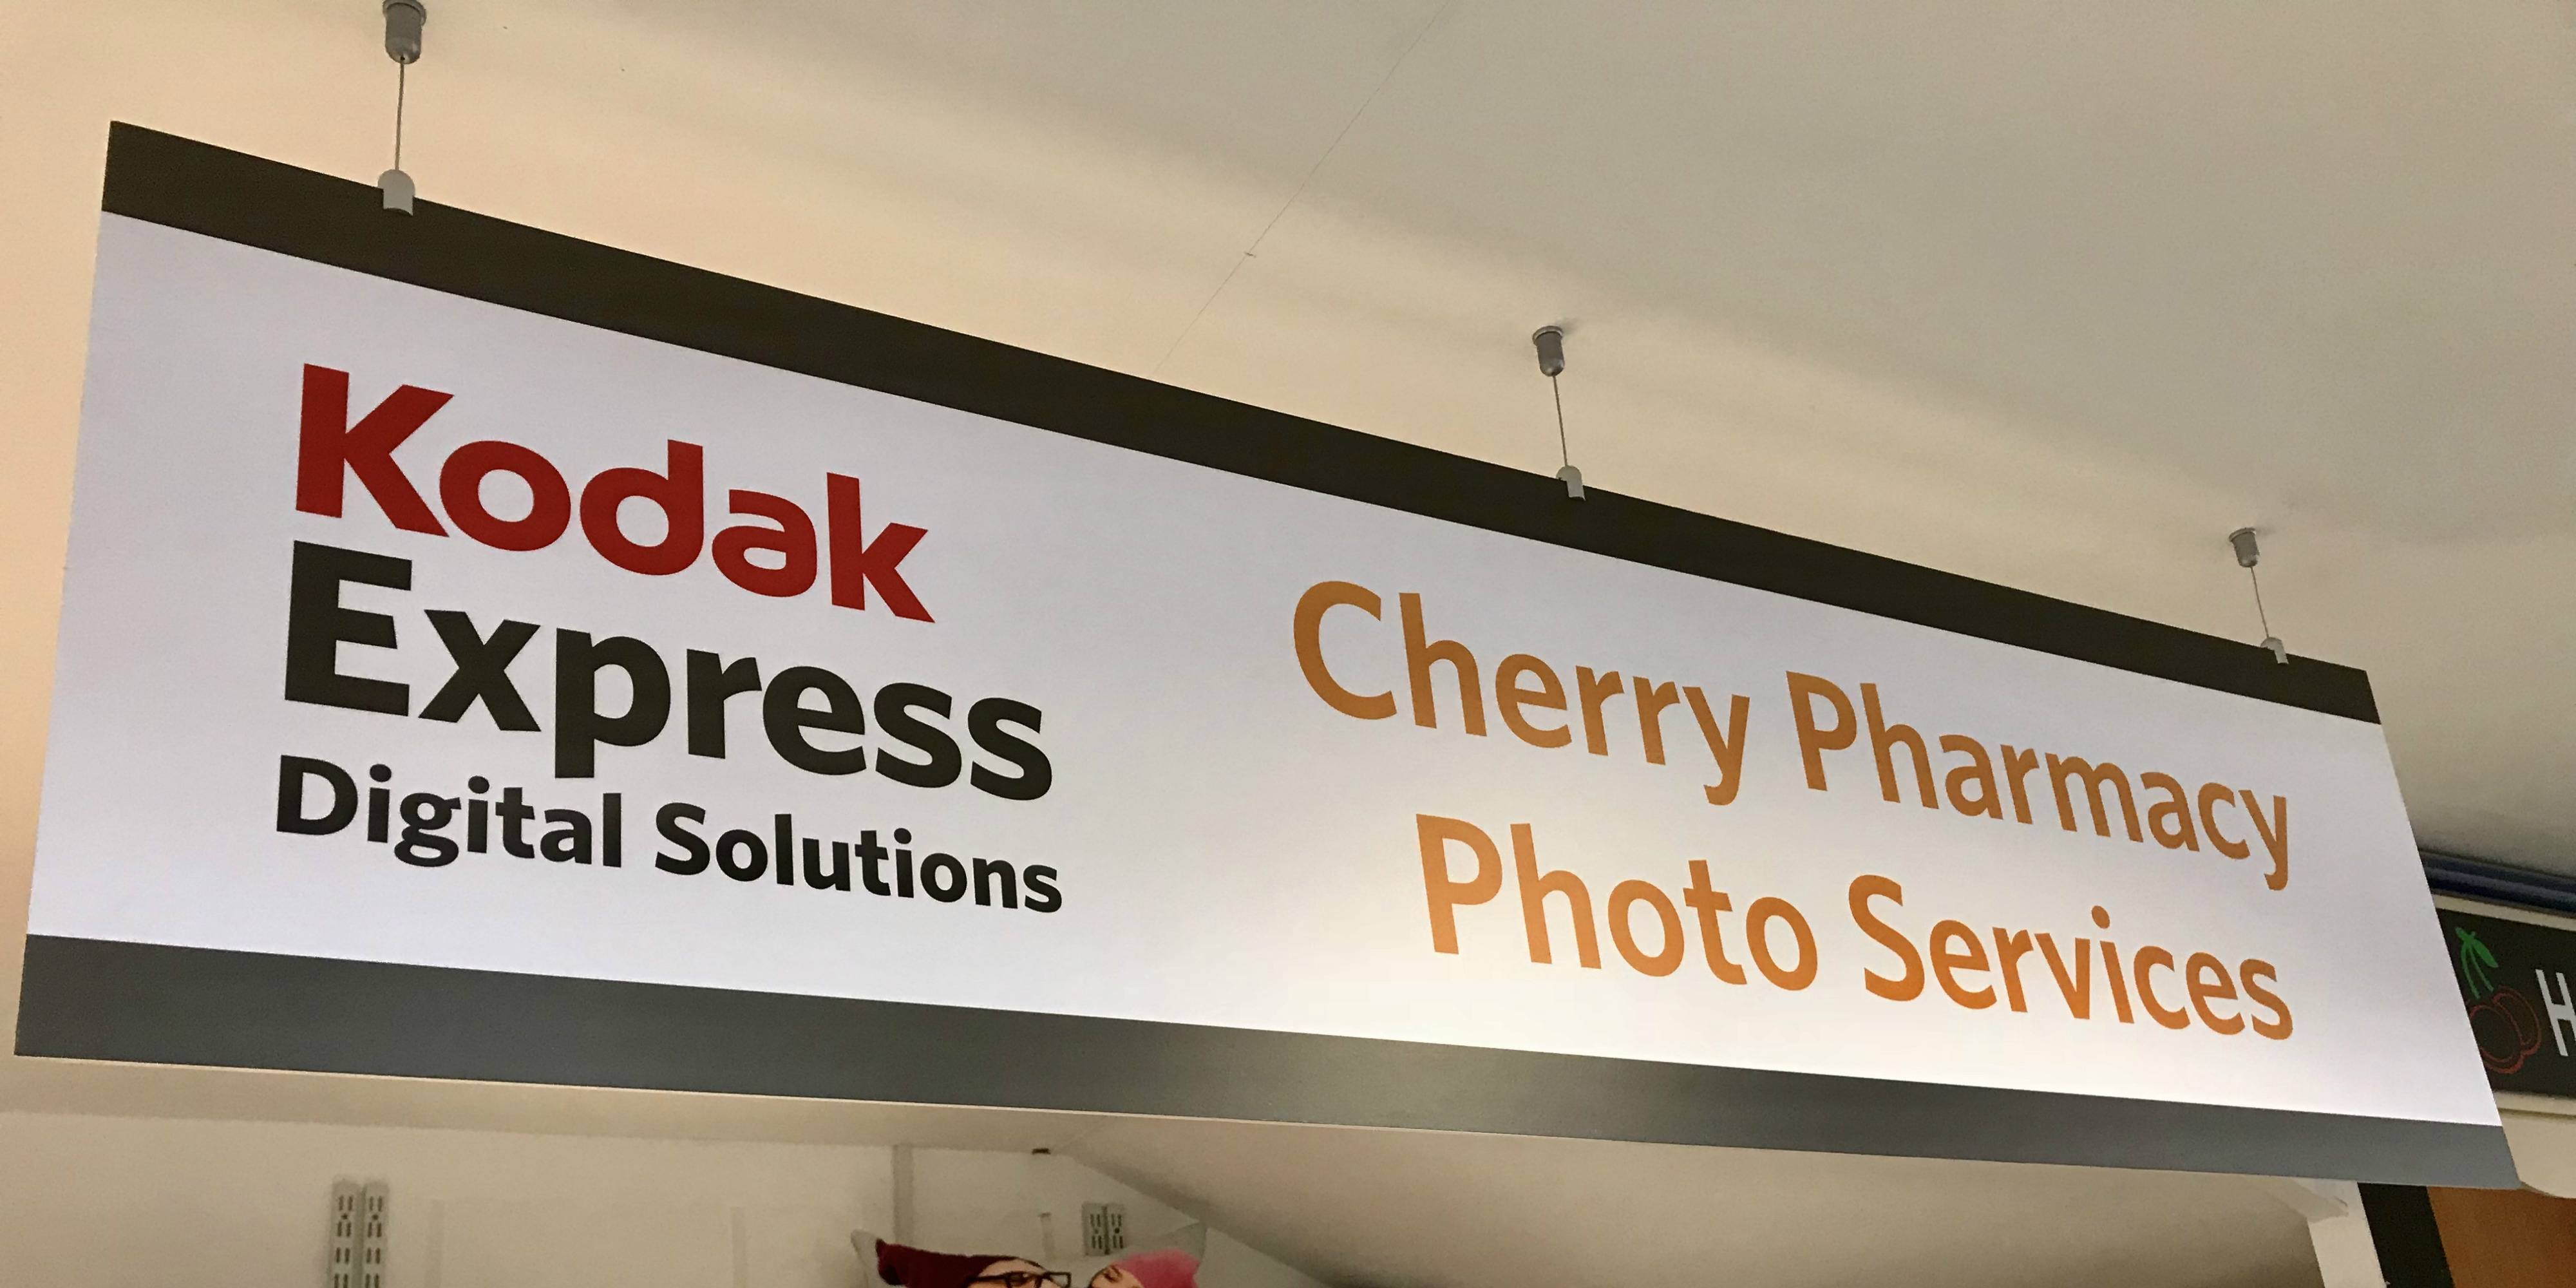 Kodak
Express
Digital Solutions
Cherry Pharmacy
Photo Services